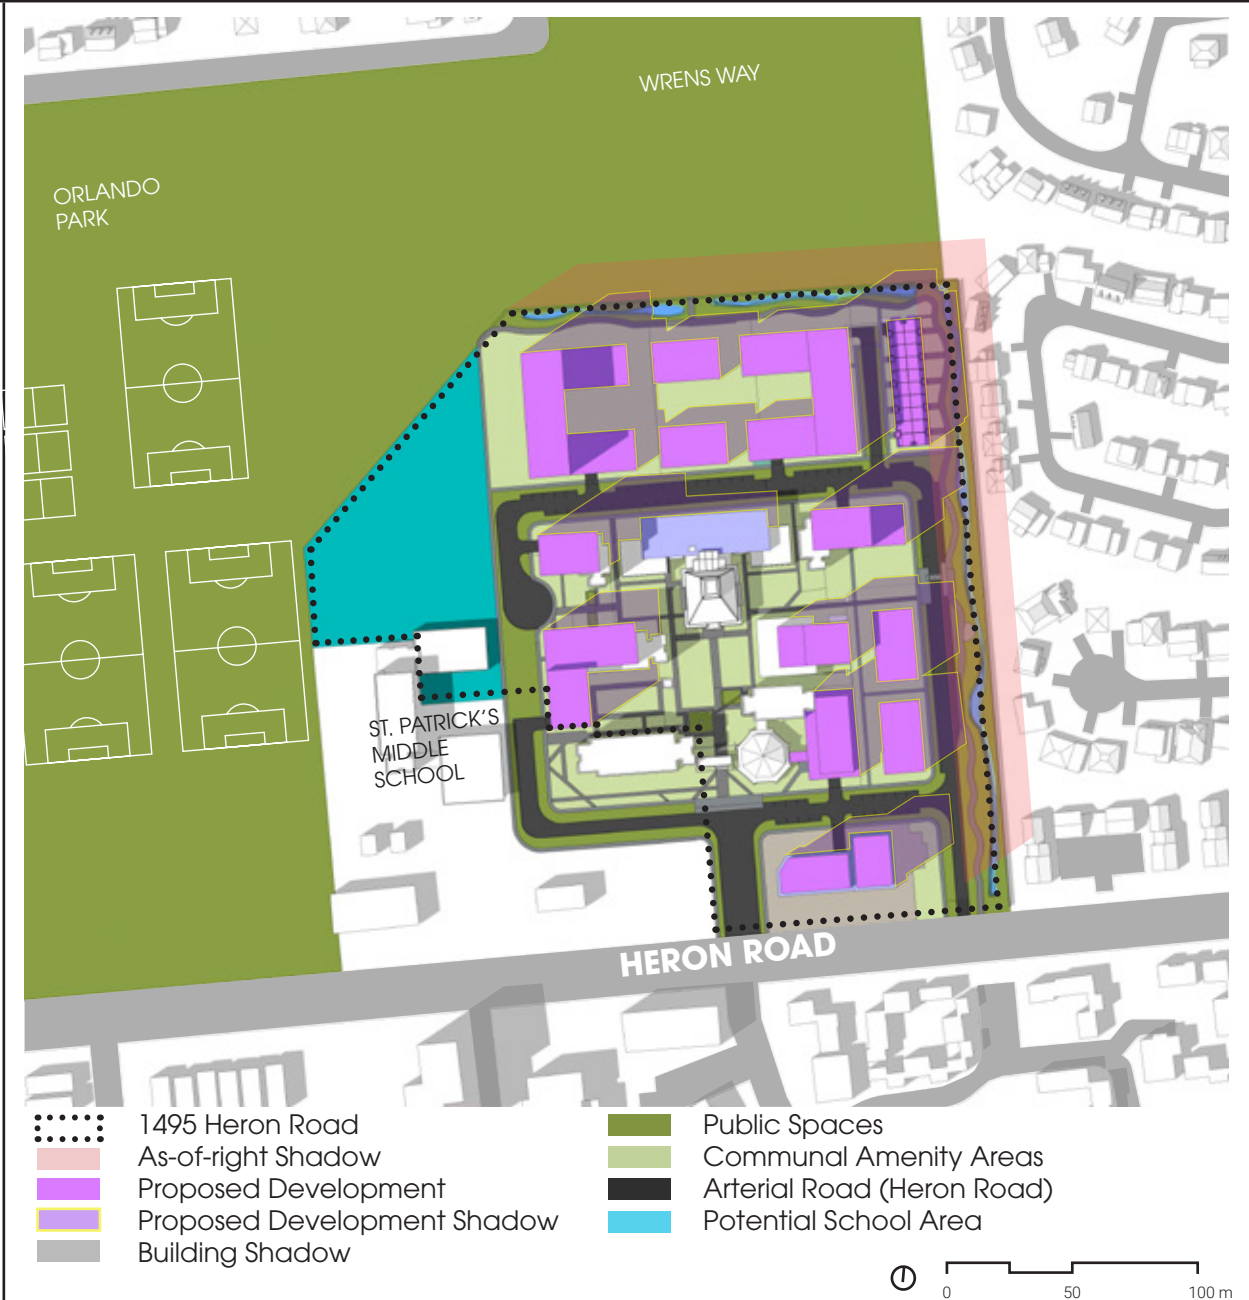 WRENS WAY
ORLANDO
PARK
ST. PATRICK'S
MIDDLE
SCHOOL
HERON ROAD
1495 Heron Road
As-of-right Shadow
Proposed Development
Proposed Development Shadow
Building Shadow
Public Spaces
Communal Amenity Areas
Arterial Road (Heron Road)
Potential School Area
0 50 100 m